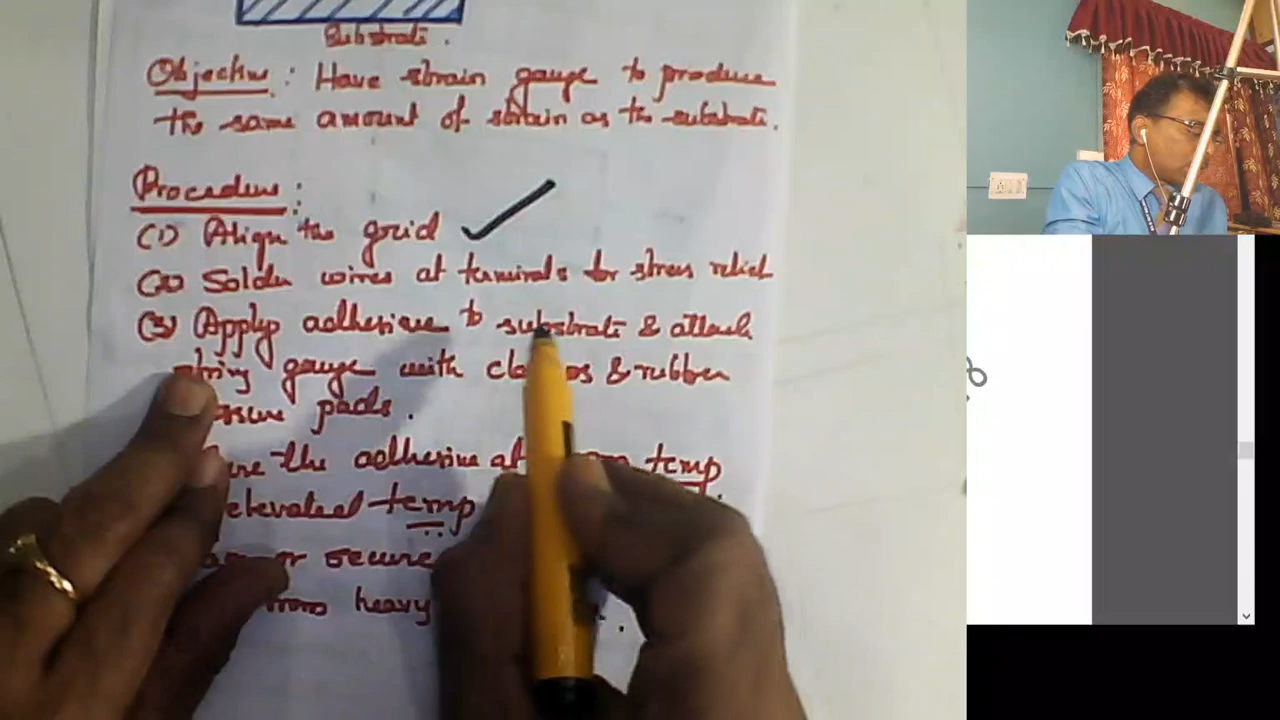 Substrate.
Objective: Have strain gauge to produce
the same amount of strain as the substrate.
Procedure:
(1) Align the grid
(2) Solder wires at terminals for stress relief
(3) Apply adhesive to substrate & attach
gauge with & rubber
pads.
the adhesive at temp
elevated temp
or secure
heavy